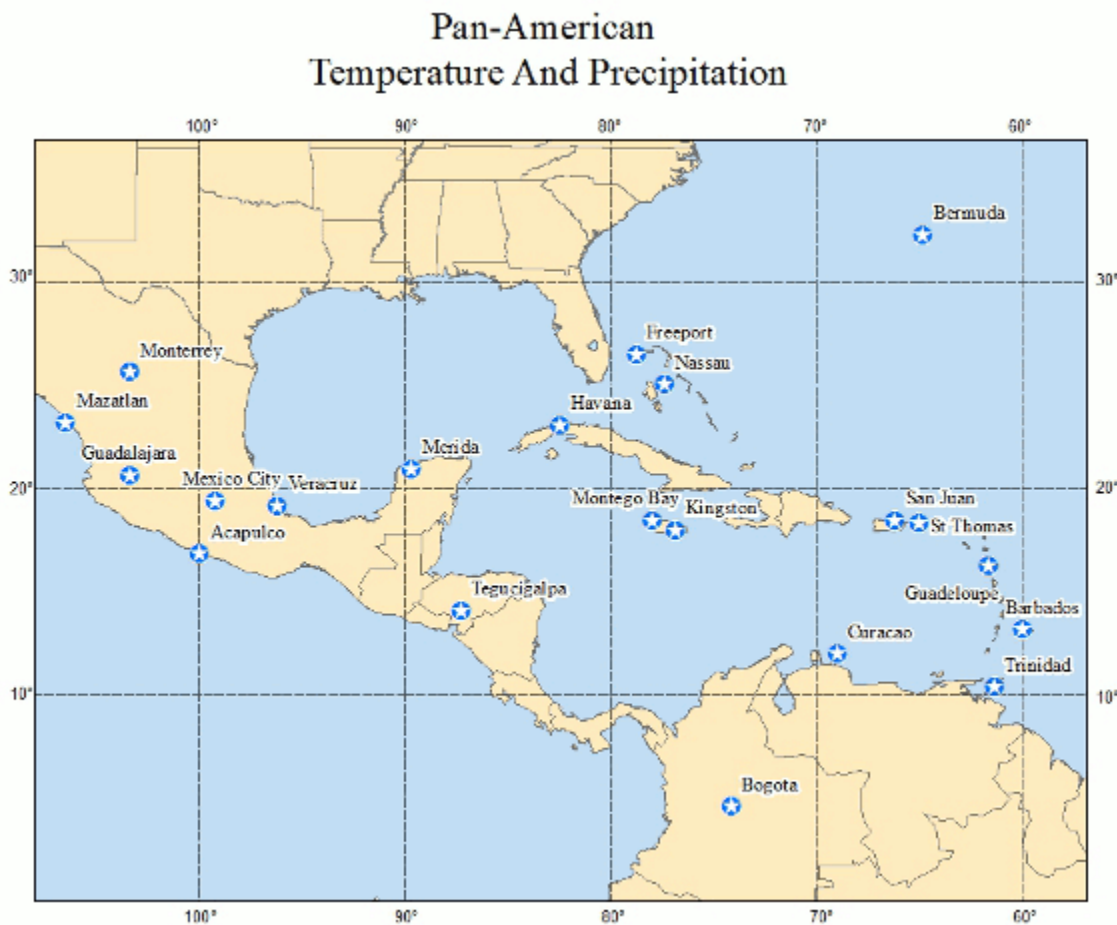 Pan-American
Temperature And Precipitation
100° 90° 80° 70° 60°
Bermuda
30° 30°
Freeport
Monterrey
Nassau
Mazatlan
Havana
Guadalajara
Merida
Mexico City
Veracruz
20° 20°
Montego Bay
San Juan
Kingston
St Thomas
Acapulco
Tegucigalpa
Guadeloupe
Barbados
Curacao
Trinidad
10° 10°
Bogota
100° 90° 80° 70° 60°